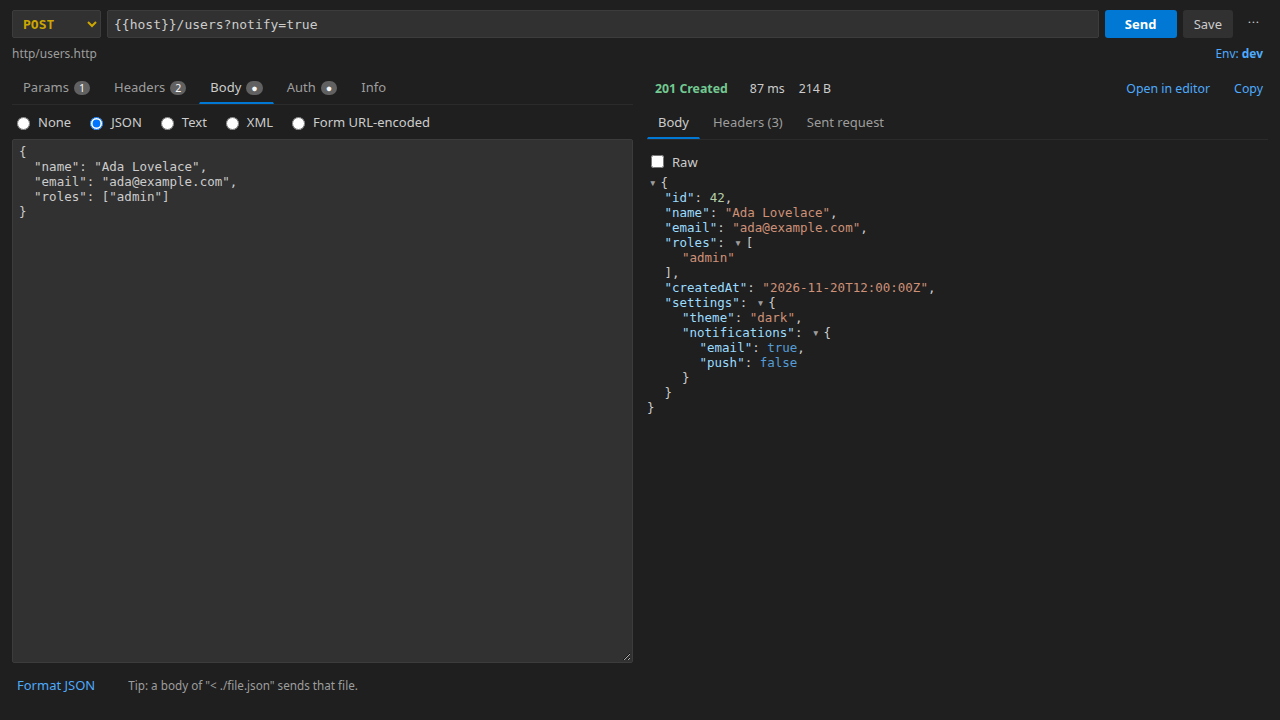 POST {{host}}/users?notify=true Send Save ...
http/users.http Env: dev
Params 1 Headers 2 Body ● Auth ● Info
201 Created 87 ms 214 B Open in editor Copy
None JSON Text XML Form URL-encoded
Body Headers (3) Sent request
{
"name": "Ada Lovelace",
"email": "ada@example.com",
"roles": ["admin"]
}
Raw
▾ {
"id": 42,
"name": "Ada Lovelace",
"email": "ada@example.com",
"roles": ▾ [
"admin"
],
"createdAt": "2026-11-20T12:00:00Z",
"settings": ▾ {
"theme": "dark",
"notifications": ▾ {
"email": true,
"push": false
}
}
}
Format JSON Tip: a body of "< ./file.json" sends that file.